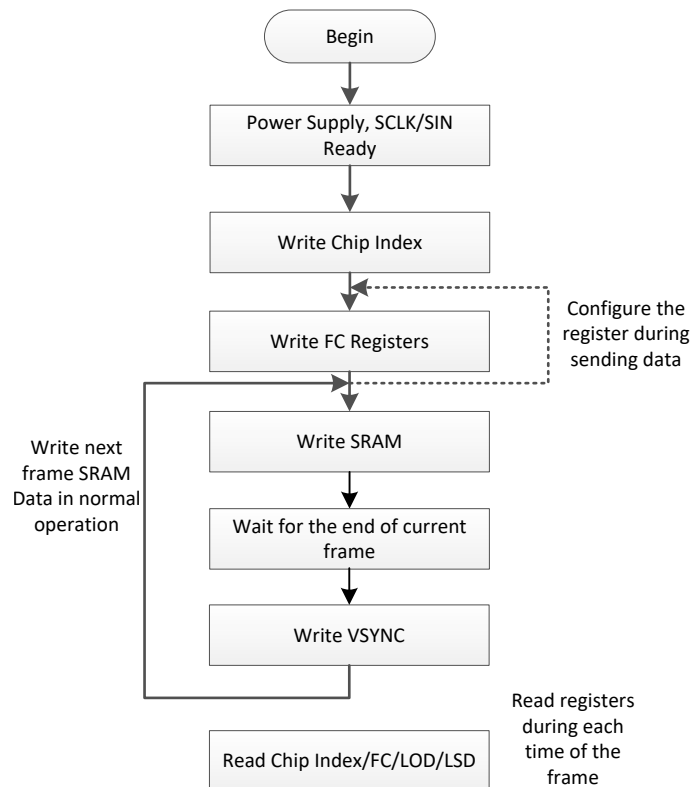 Begin
Power Supply, SCLK/SIN
Ready
Write Chip Index
Configure the
register during
sending data
Write FC Registers
Write next
frame SRAM
Data in normal
operation
Write SRAM
Wait for the end of current
frame
Write VSYNC
Read registers
during each
time of the
frame
Read Chip Index/FC/LOD/LSD